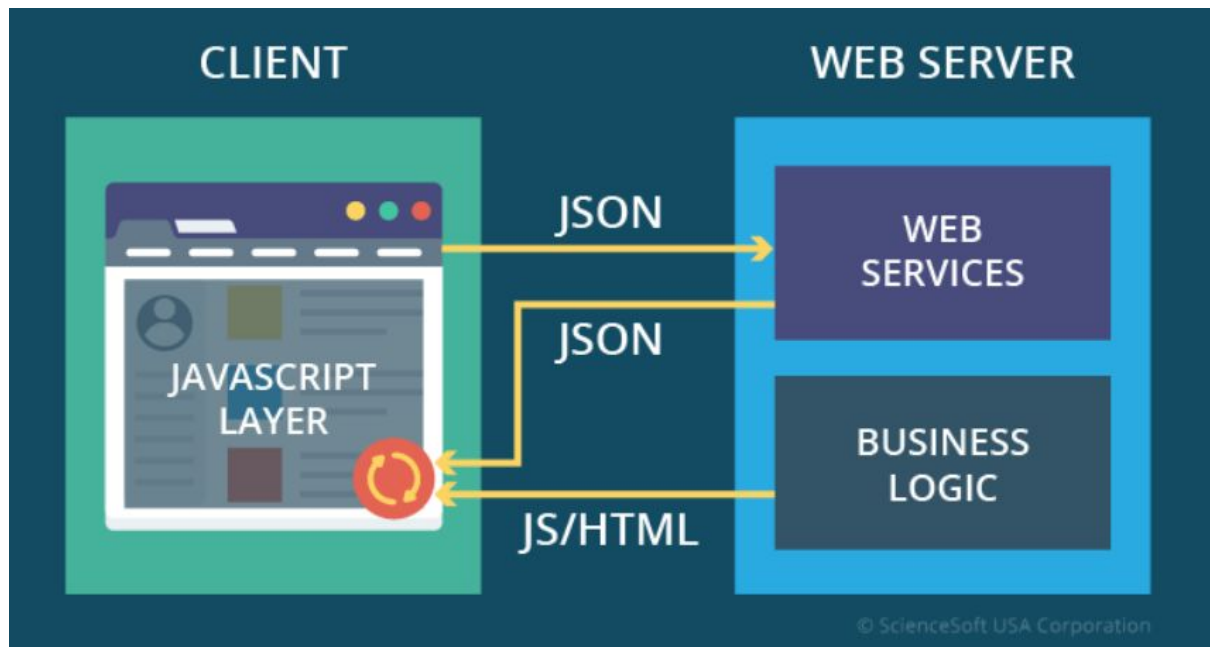 CLIENT
WEB SERVER
JSON
WEB
SERVICES
JSON
JAVASCRIPT
LAYER
BUSINESS
LOGIC
JS/HTML
© ScienceSoft USA Corporation